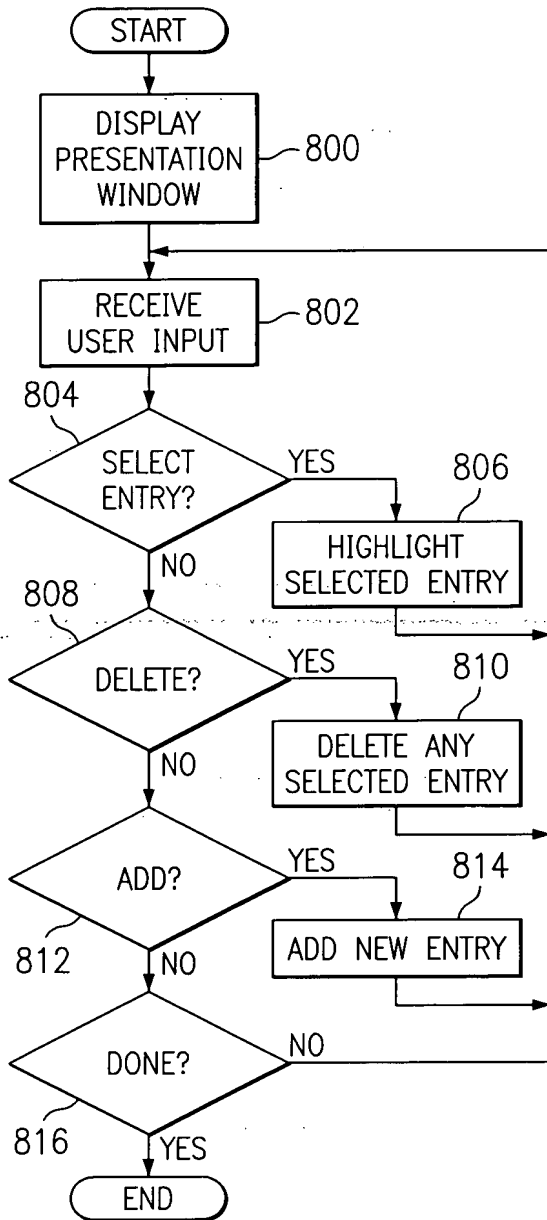 START
DISPLAY
PRESENTATION
WINDOW
800
RECEIVE
USER INPUT
802
804
SELECT
ENTRY?
YES
806
HIGHLIGHT
SELECTED ENTRY
NO
808
DELETE?
YES
810
DELETE ANY
SELECTED ENTRY
NO
ADD?
YES
814
812
ADD NEW ENTRY
NO
DONE?
NO
816
YES
END